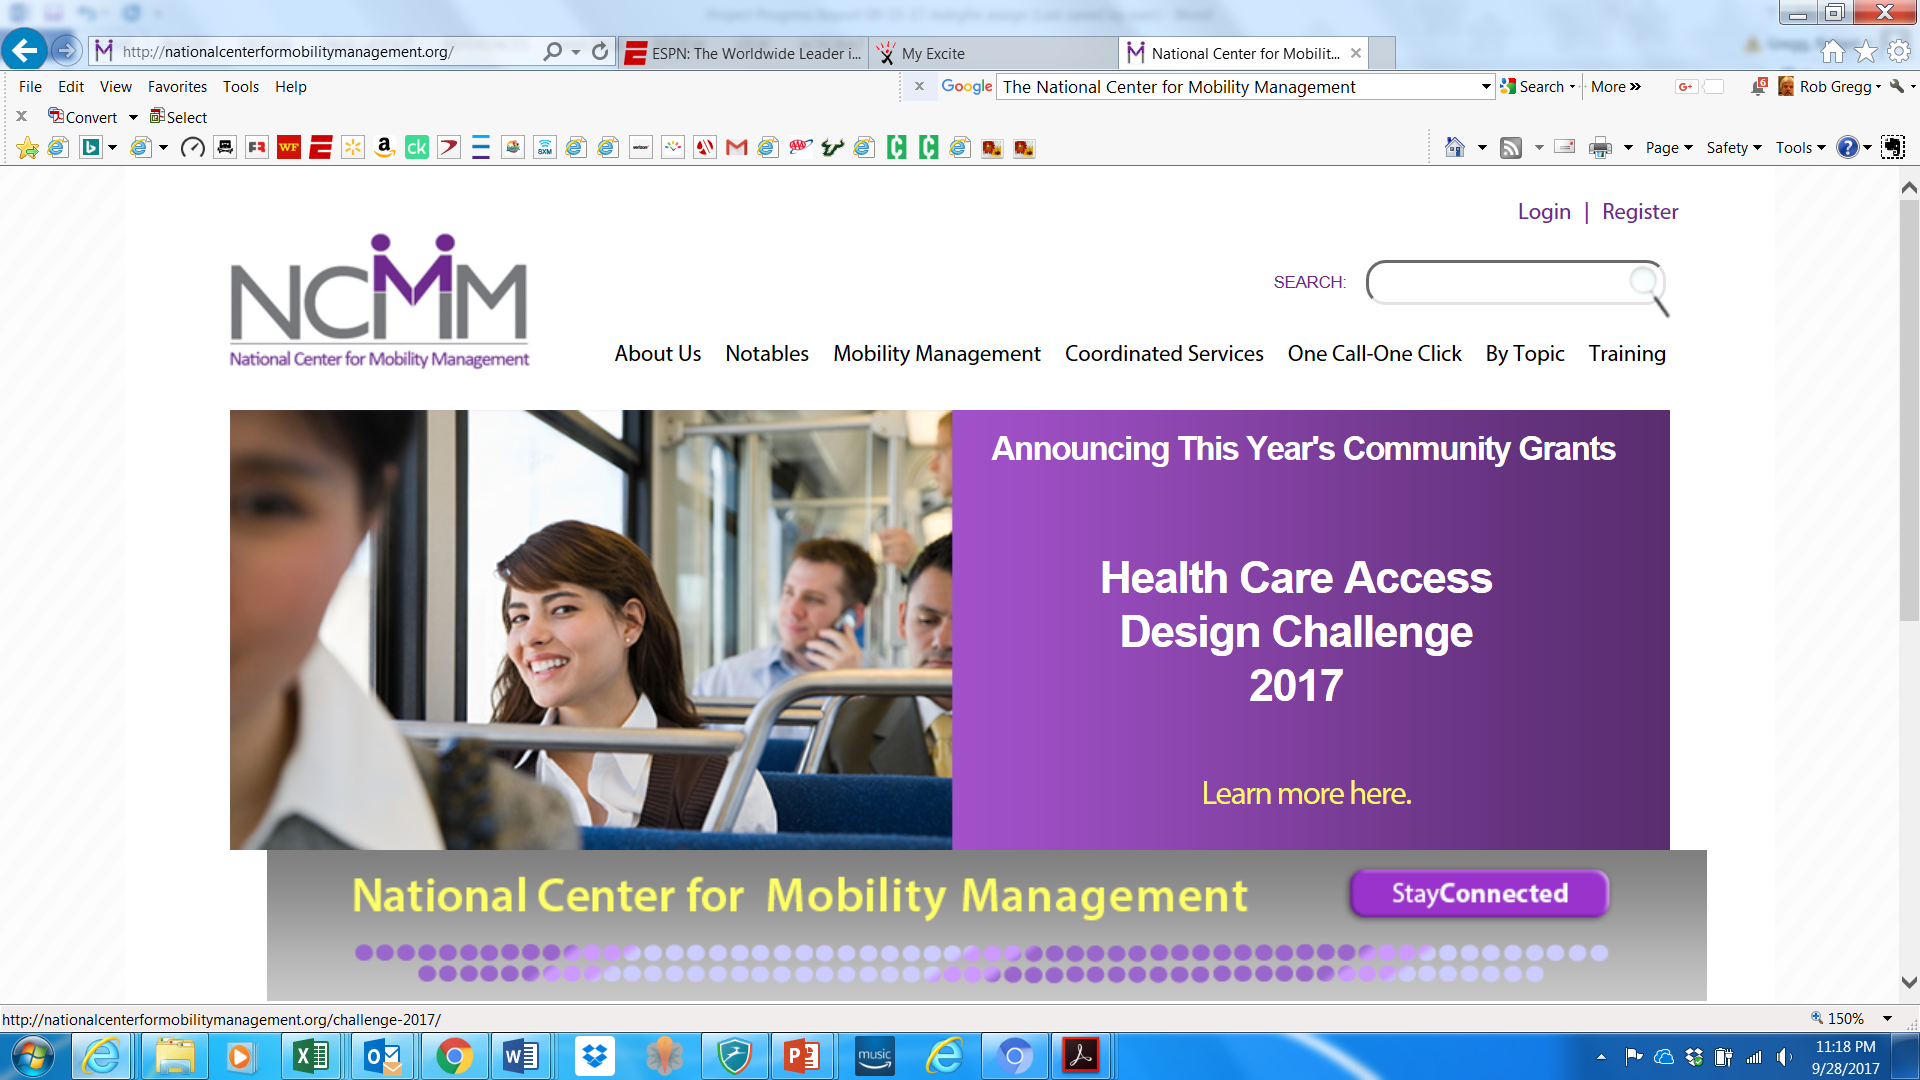 http://nationalcenterformobilitymanagement.org/
ESPN: The Worldwide Leader i...
My Excite
National Center for Mobilit...
File Edit View Favorites Tools Help
Google The National Center for Mobility Management Search More »
G+
6
Rob Gregg
Convert Select
Page Safety Tools
Login | Register
NCMM
National Center for Mobility Management
SEARCH:
About Us Notables Mobility Management Coordinated Services One Call-One Click By Topic Training
Announcing This Year's Community Grants
Health Care Access
Design Challenge
2017
Learn more here.
National Center for Mobility Management
StayConnected
http://nationalcenterformobilitymanagement.org/challenge-2017/
150%
music
11:18 PM
9/28/2017